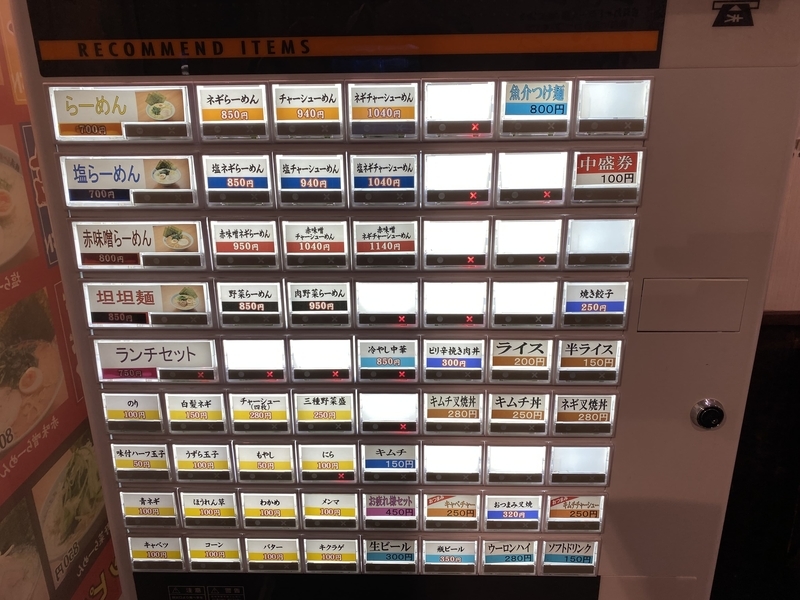 RECOMMEND ITEMS
らーめん
700円
ネギらーめん
850円
チャーシューめん
940円
ネギチャーシューめん
1040円
魚介つけ麺
800円
塩らーめん
700円
塩ネギらーめん
850円
塩チャーシューめん
940円
塩ネギチャーシューめん
1040円
中盛券
100円
赤味噌らーめん
800円
赤味噌ネギらーめん
950円
赤味噌
チャーシューめん
1040円
赤味噌
ネギチャーシューめん
1140円
坦坦麺
850円
野菜らーめん
850円
肉野菜らーめん
950円
焼き餃子
250円
ランチセット
750円
冷やし中華
850円
ピリ辛挽き肉丼
300円
ライス
200円
半ライス
150円
のり
100円
白髪ネギ
150円
チャーシュー
(四枚)
280円
三種野菜盛
250円
キムチ叉焼丼
280円
キムチ丼
250円
ネギ叉焼丼
280円
味付ハーフ玉子
50円
うずら玉子
100円
もやし
50円
にら
100円
キムチ
150円
青ネギ
100円
ほうれん草
100円
わかめ
100円
メンマ
100円
お疲れ様セット
450円
キャベチャー
250円
おつまみ叉焼
320円
キムチチャーシュー
250円
キャベツ
100円
コーン
100円
バター
100円
キクラゲ
100円
生ビール
300円
瓶ビール
350円
ウーロンハイ
280円
ソフトドリンク
150円